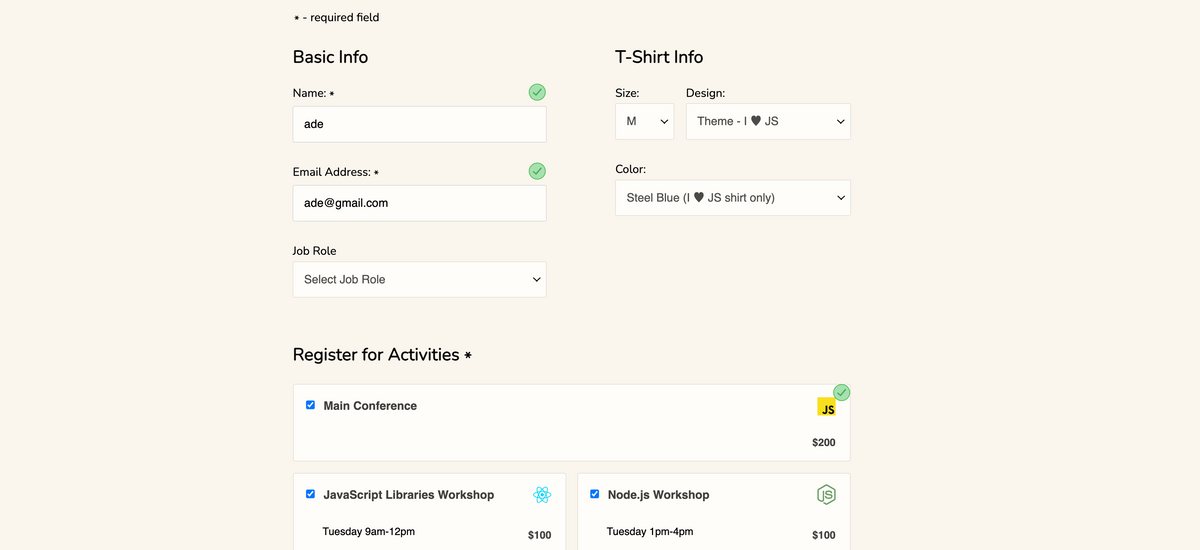 * - required field
Basic Info
Name: *
ade
Email Address: *
ade@gmail.com
Job Role
Select Job Role
T-Shirt Info
Size:
M
Design:
Theme - I ♥ JS
Color:
Steel Blue (I ♥ JS shirt only)
Register for Activities *
Main Conference
JS
$200
JavaScript Libraries Workshop
Tuesday 9am-12pm
$100
Node.js Workshop
JS
Tuesday 1pm-4pm
$100